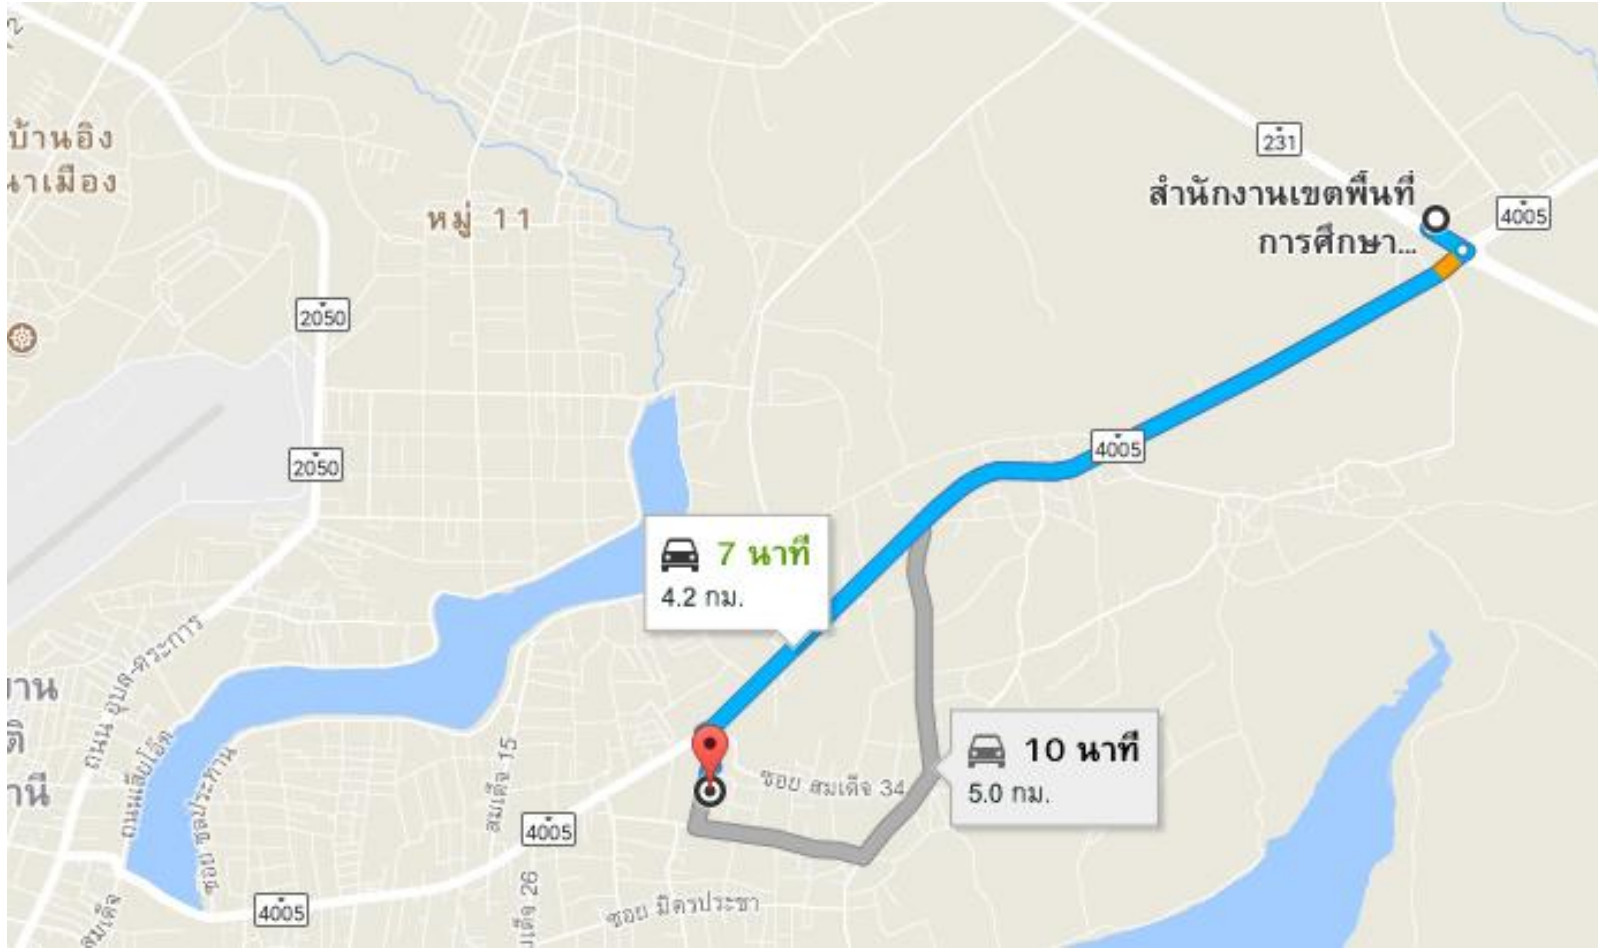 บ้านอิง
นาเมือง
หมู่ 11
231
สำนักงานเขตพื้นที่
การศึกษา...
4005
2050
4005
2050
7 นาที
4.2 กม.
ถนน อุบล-ตระการ
10 นาที
5.0 กม.
ซอย สมเด็จ 34
สมเด็จ 15
ถนนเลี่ยงโอ๊ต
ซอย ชลประทาน
4005
4005
ซอย มิตรประชา
สมเด็จ